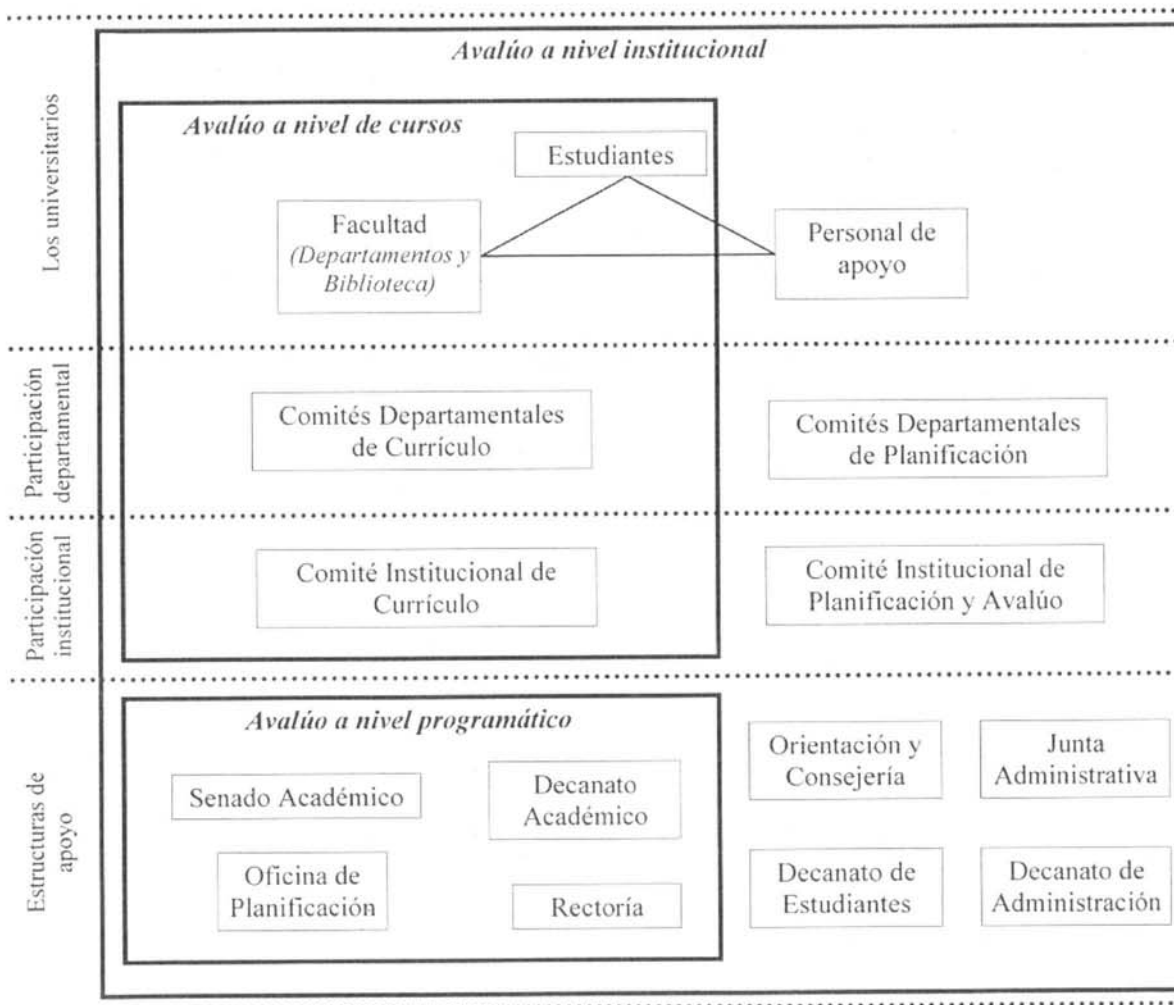 Avalúo a nivel institucional
Los universitarios
Avalúo a nivel de cursos
Estudiantes
Facultad
(Departamentos y
Biblioteca)
Personal de
apoyo
Participación
departamental
Comités Departamentales
de Currículo
Comités Departamentales
de Planificación
Participación
institucional
Comité Institucional de
Currículo
Comité Institucional de
Planificación y Avalúo
Estructuras de
apoyo
Avalúo a nivel programático
Senado Académico
Decanato
Académico
Oficina de
Planificación
Rectoría
Orientación y
Consejería
Junta
Administrativa
Decanato de
Estudiantes
Decanato de
Administración